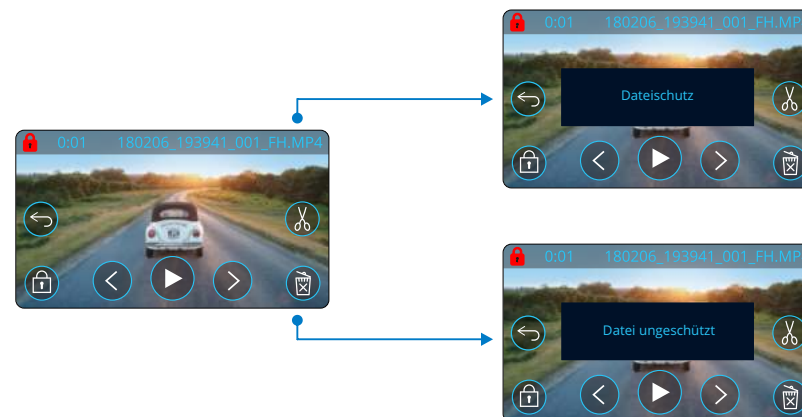 0:01 180206_193941_001_FH.MP4
0:01 180206_193941_001_FH.MP
Dateischutz
0:01 180206_193941_001_FH.MP
Datei ungeschützt